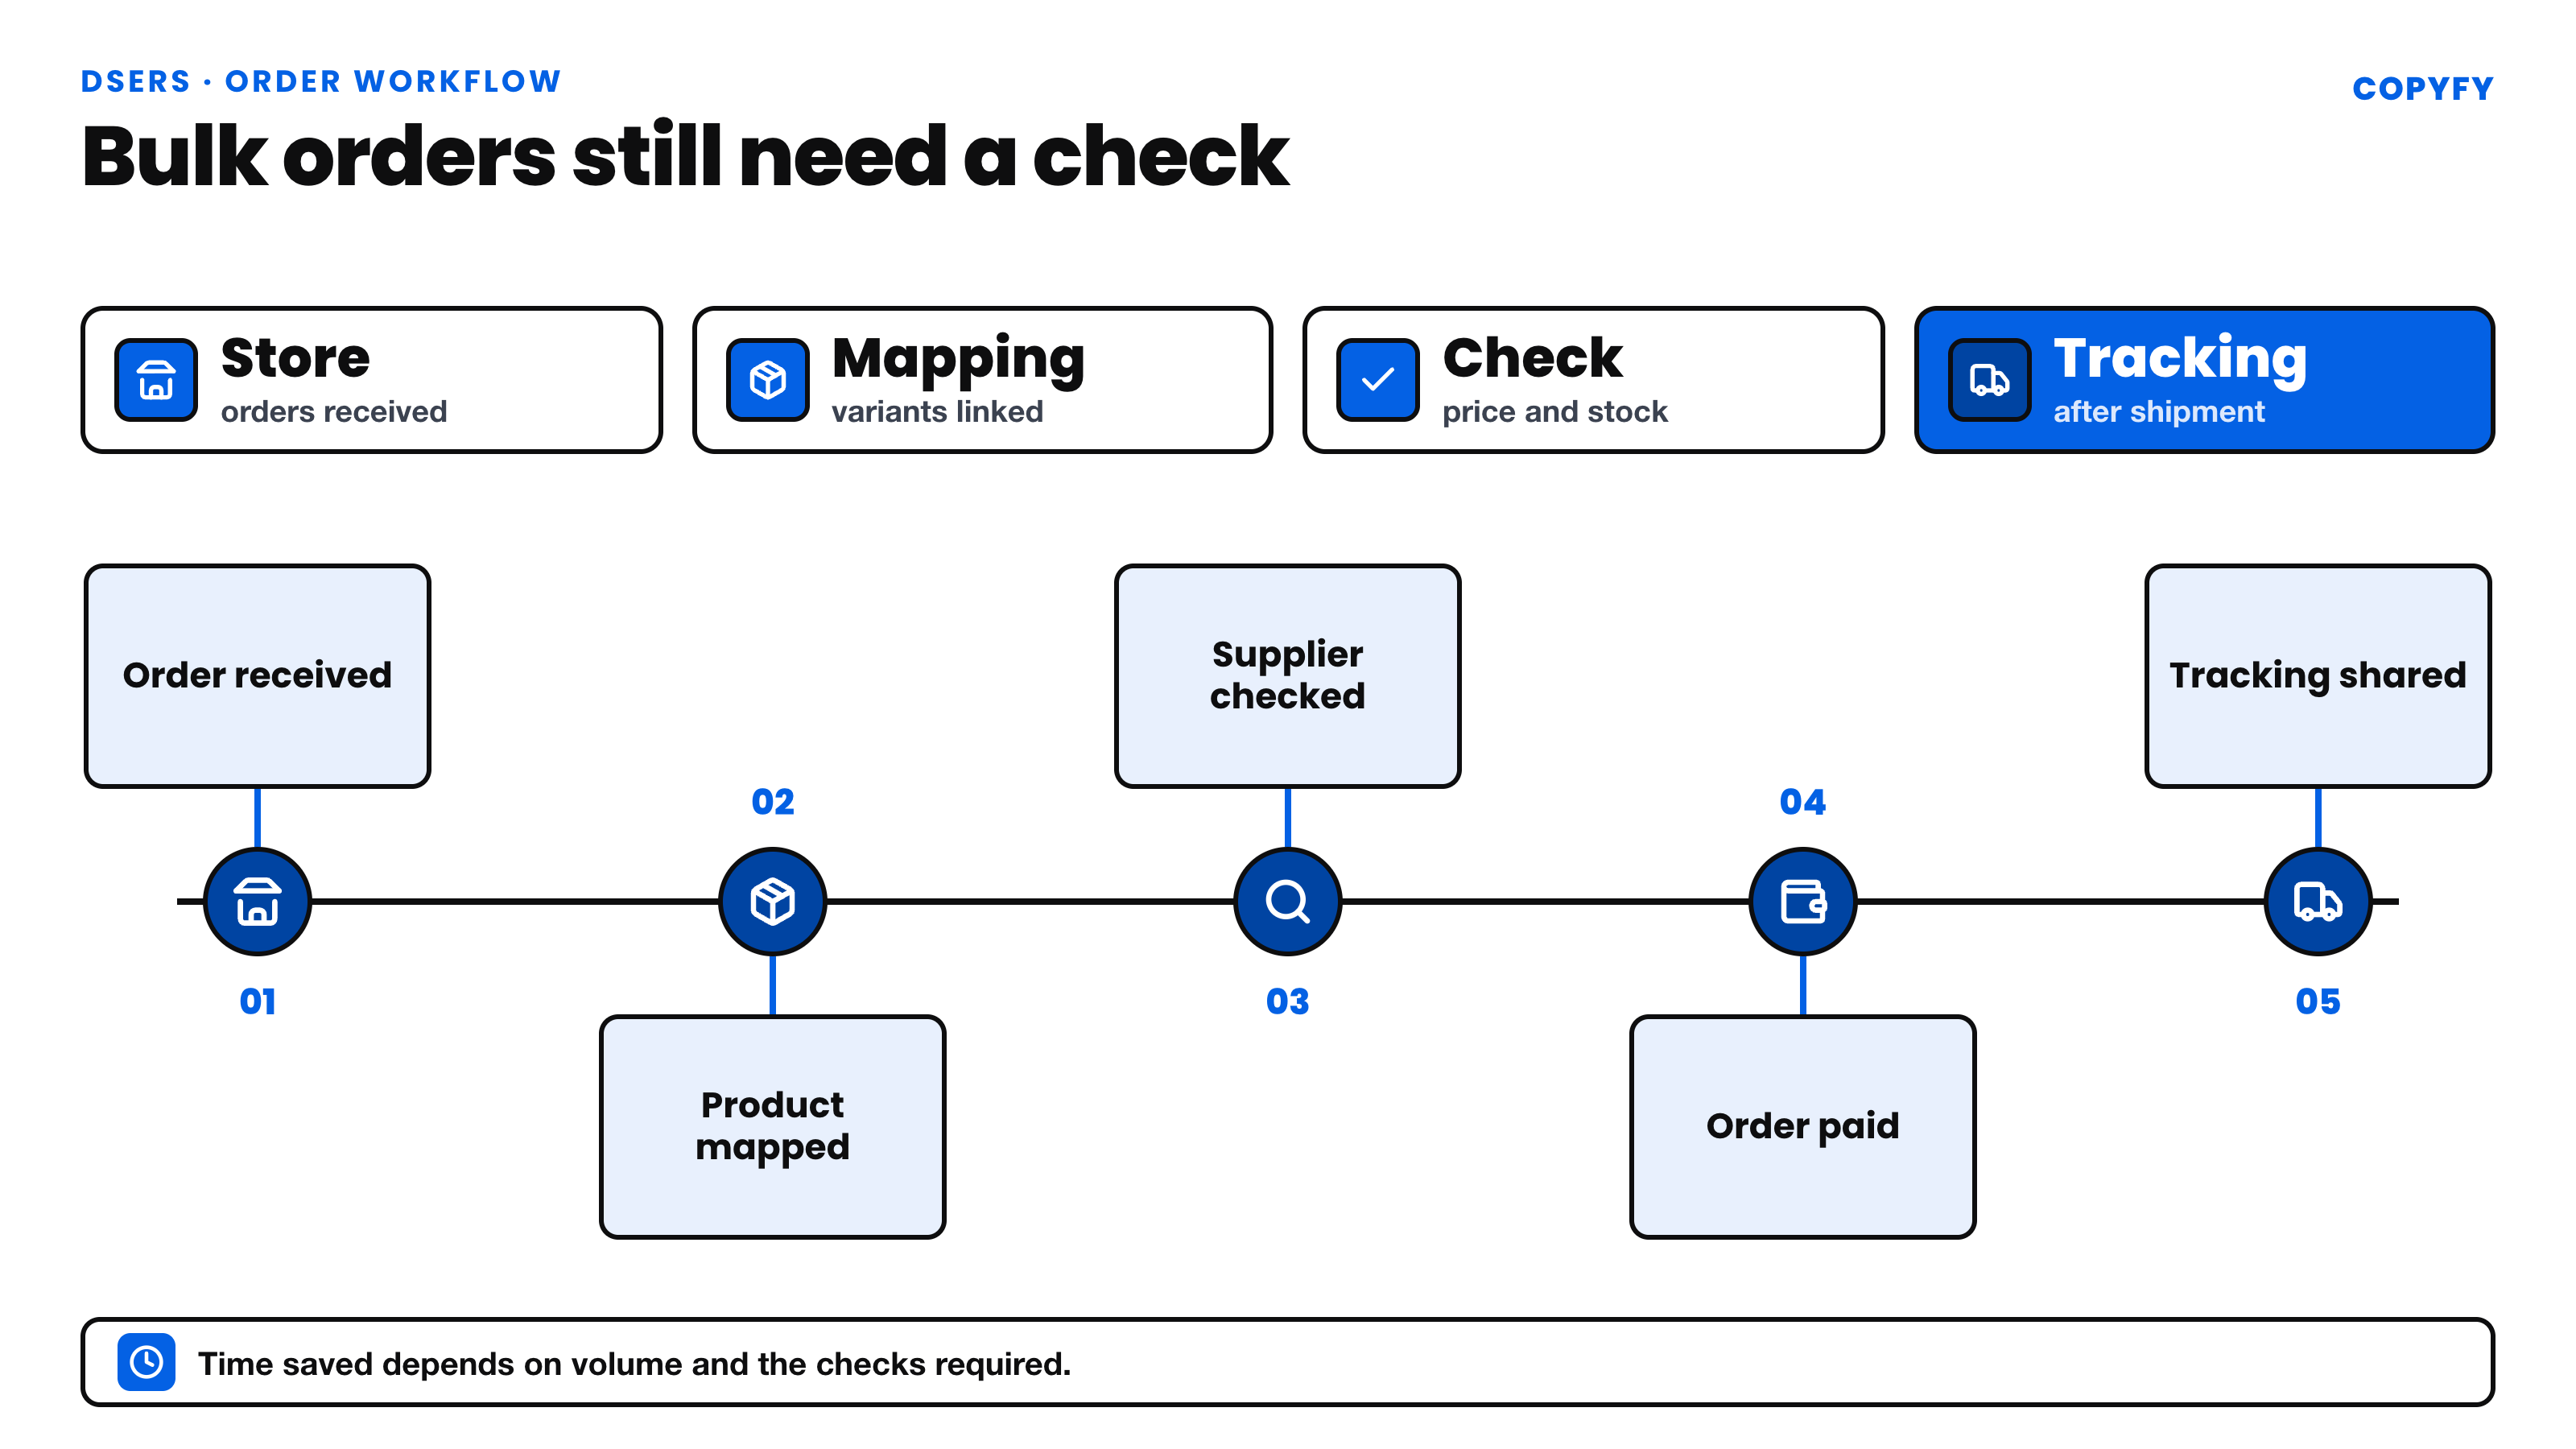 DSERS · ORDER WORKFLOW
COPYFY
Bulk orders still need a check
Store
orders received
Mapping
variants linked
Check
price and stock
Tracking
after shipment
Order received
01
02
Product
mapped
Supplier
checked
03
04
Order paid
Tracking shared
05
Time saved depends on volume and the checks required.